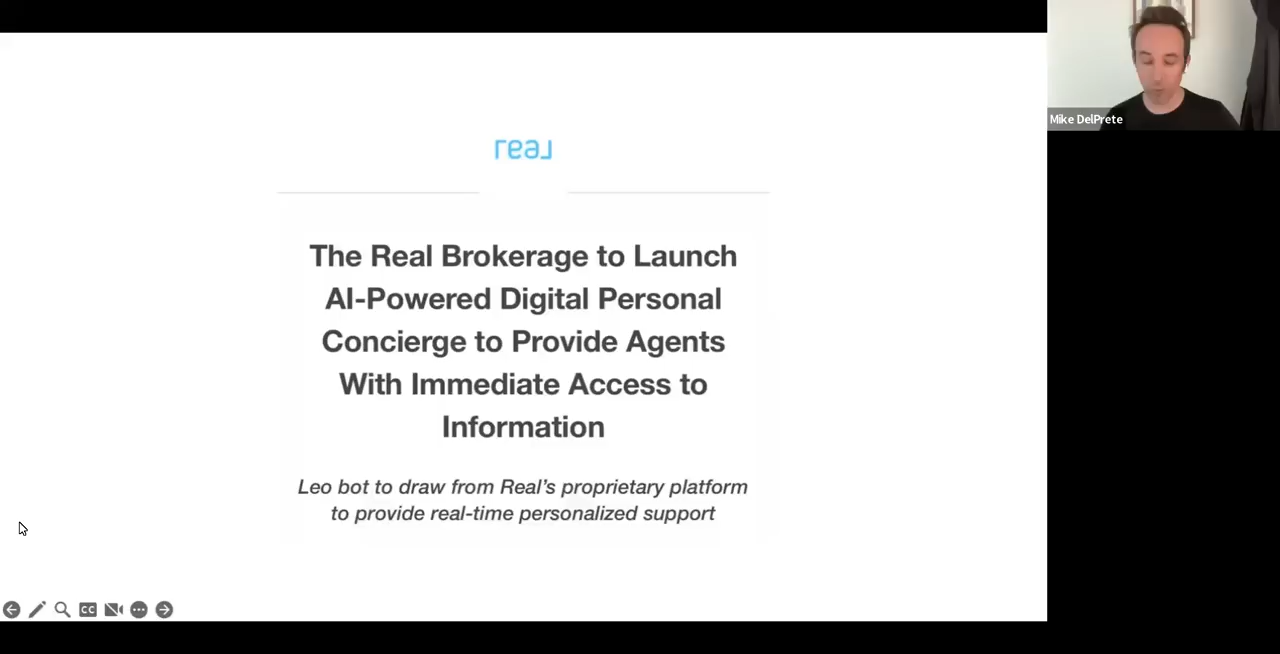 real
The Real Brokerage to Launch
AI-Powered Digital Personal
Concierge to Provide Agents
With Immediate Access to
Information
Leo bot to draw from Real’s proprietary platform
to provide real-time personalized support
Mike DelPrete
CC